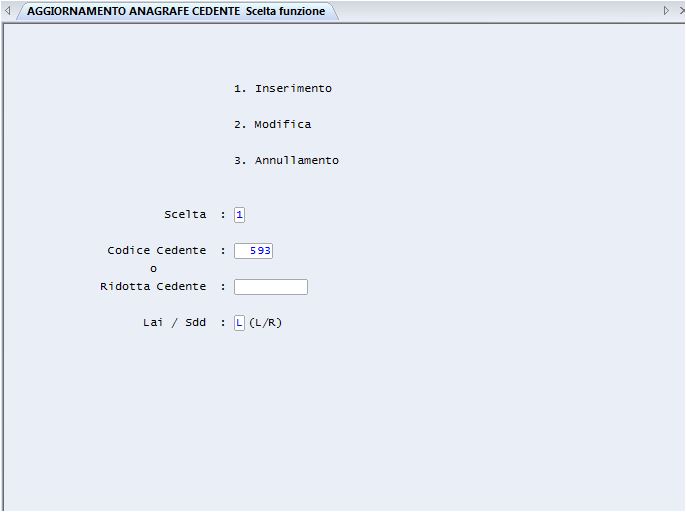 AGGIORNAMENTO ANAGRAFE CEDENTE Scelta funzione
1. Inserimento
2. Modifica
3. Annullamento
Scelta : 1
Codice Cedente : 593
o
Ridotta Cedente :
Lai / Sdd : L (L/R)